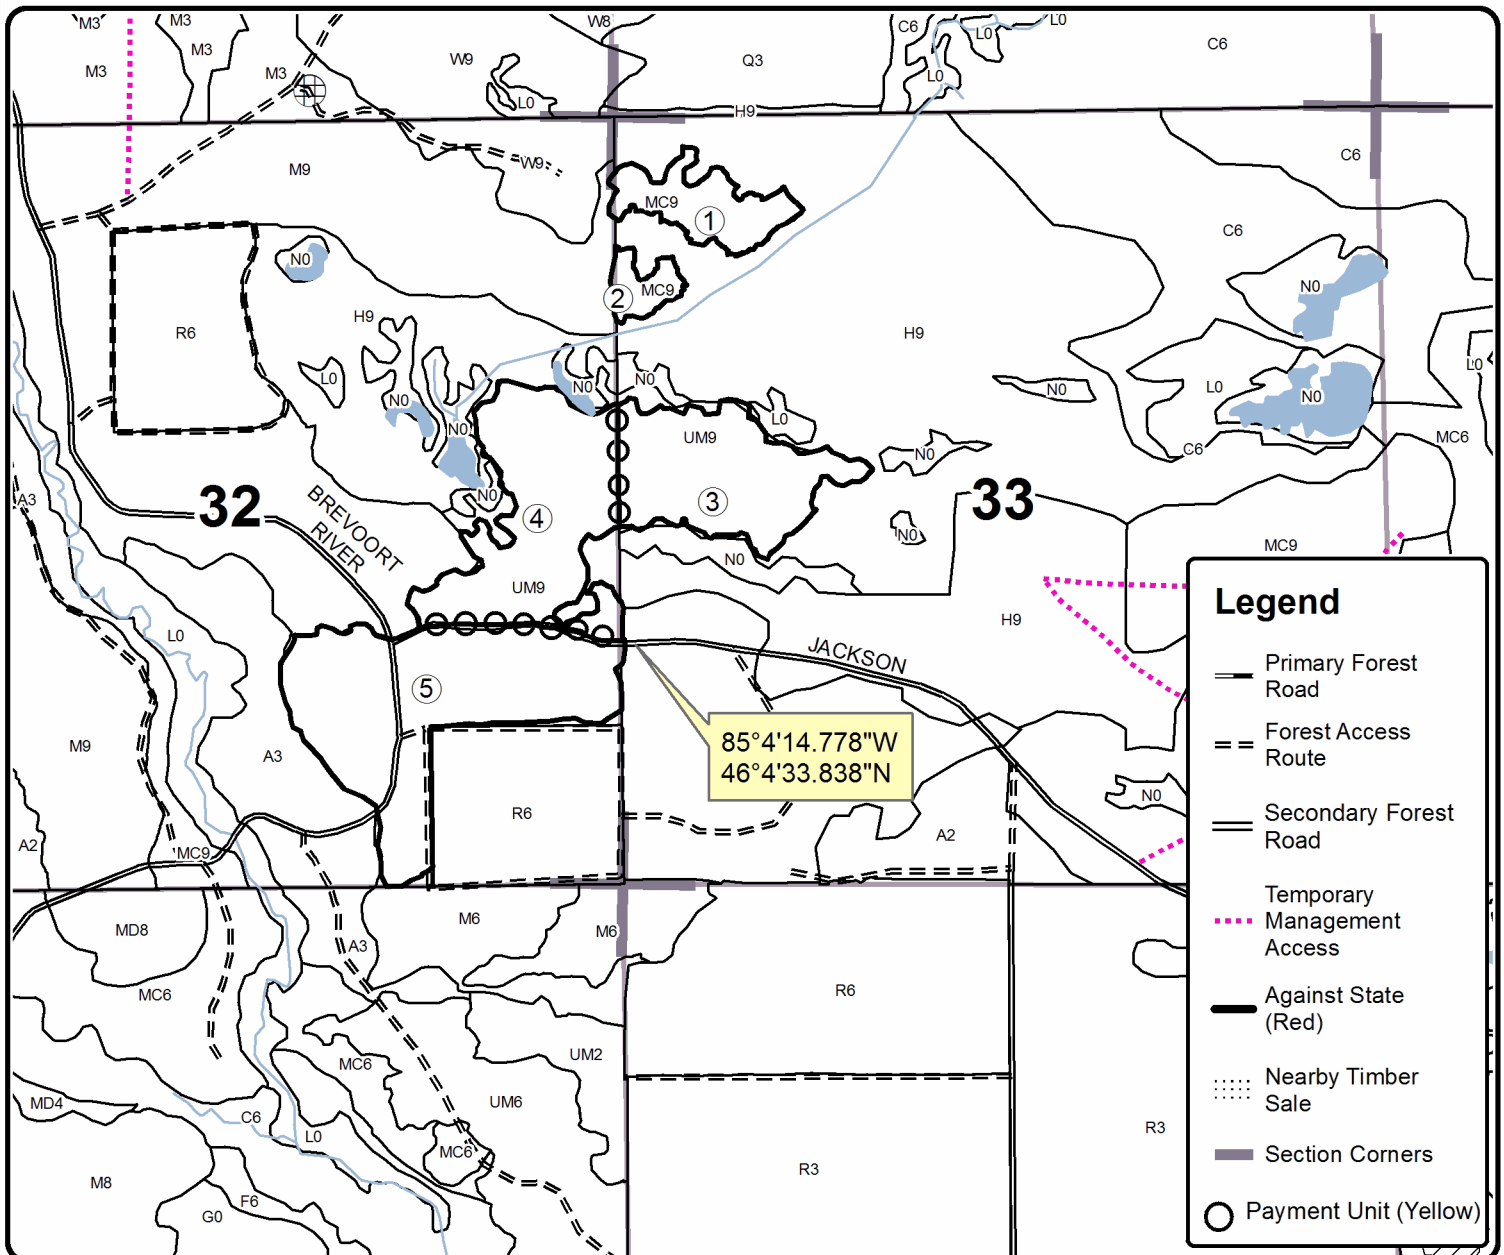 M3
M3
W8
C6
L0
L0
M3
M3
M3
W9
Q3
C6
L0
L0
H9
M9
W9
C6
MC9
1
C6
N0
MC9
2
N0
R6
H9
H9
L0
N0
N0
N0
L0
L0
N0
N0
N0
L0
N0
UM9
MC6
N0
C6
A3
32
BREVOORT
RIVER
N0
4
3
33
N0
MC9
N0
UM9
H9
L0
JACKSON
5
M9
A3
85°4'14.778"W
46°4'33.838"N
N0
R6
A2
A2
MC9
MD8
M6
M6
A3
MC6
R6
UM2
MC6
MD4
UM6
C6
L0
R3
MC6
R3
M8
F6
G0
Legend
Primary Forest
Road
Forest Access
Route
Secondary Forest
Road
Temporary
Management
Access
Against State
(Red)
Nearby Timber
Sale
Section Corners
Payment Unit (Yellow)